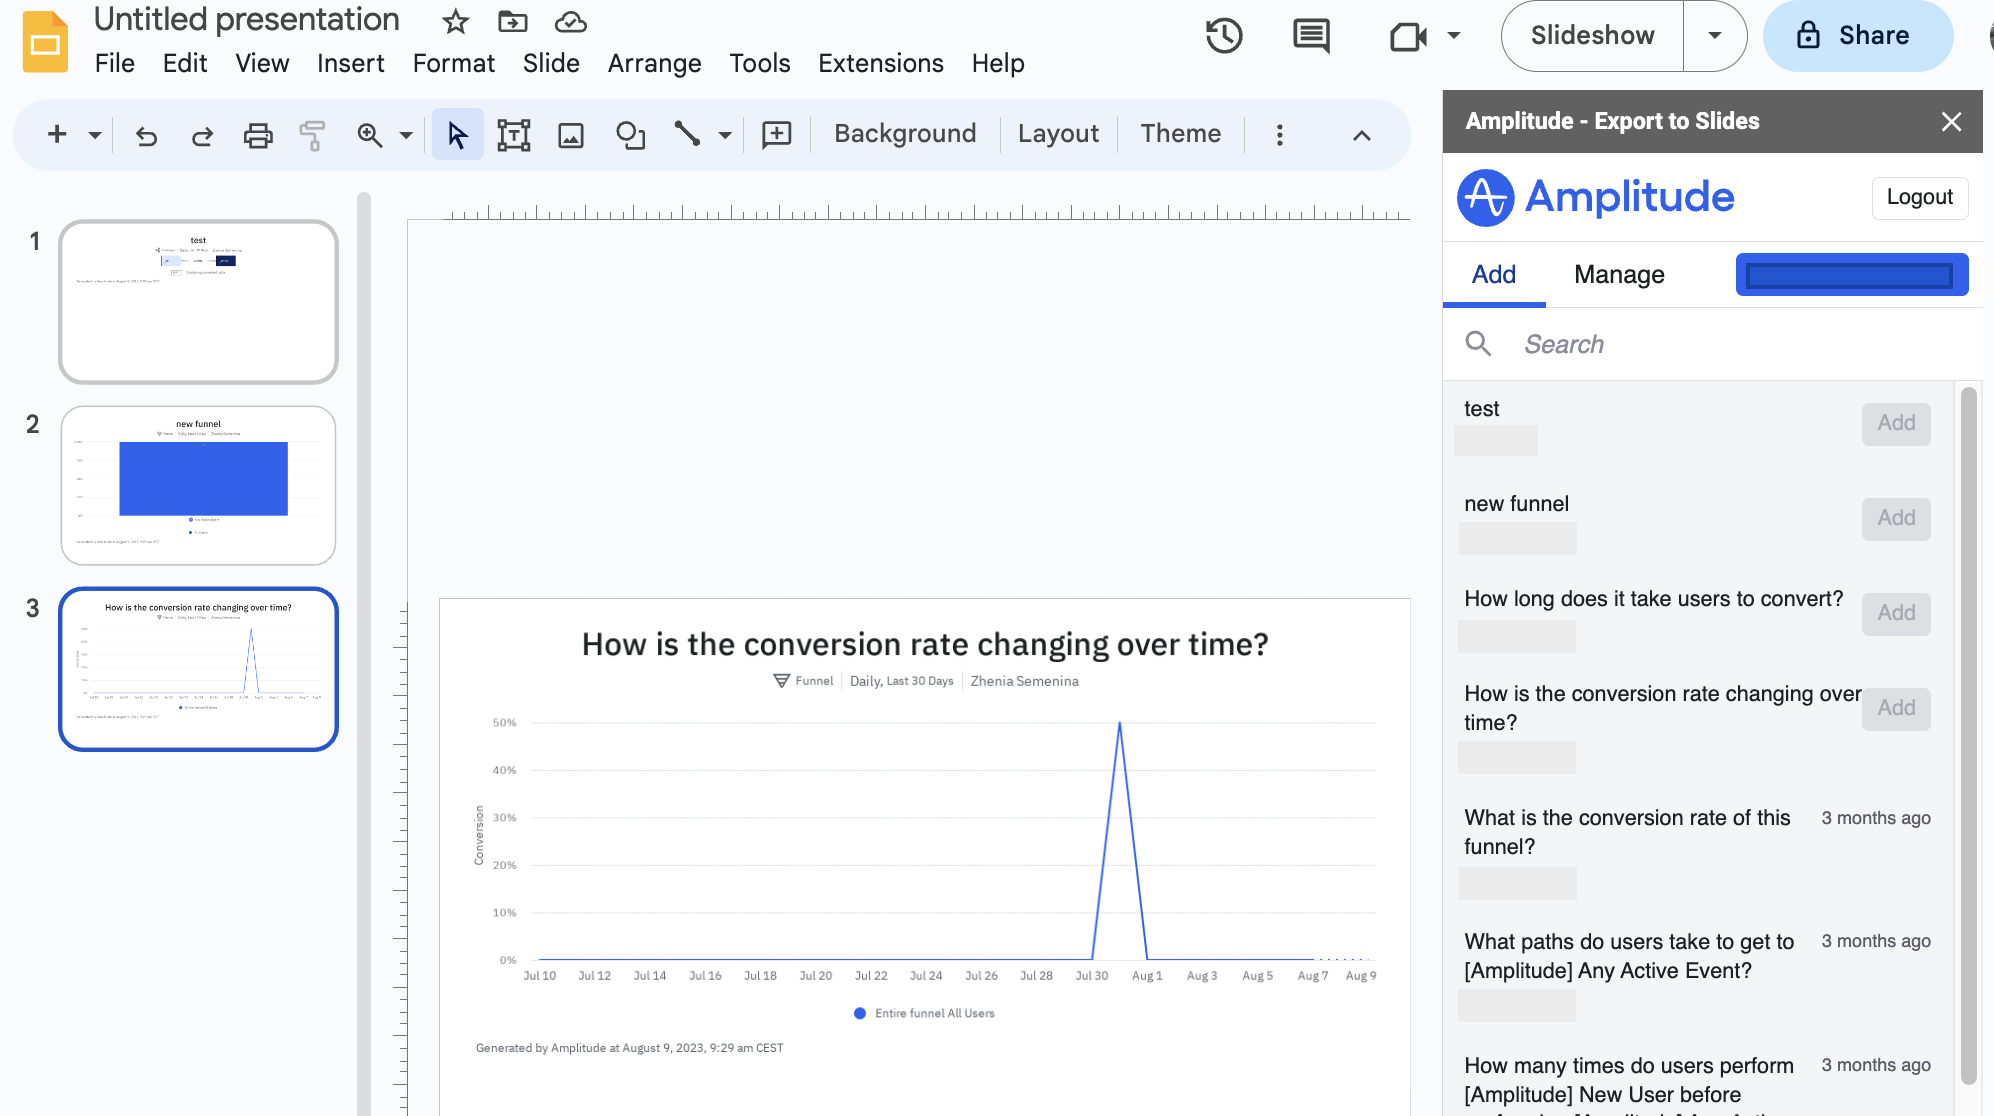 Untitled presentation
File Edit View Insert Format Slide Arrange Tools Extensions Help
Slideshow
Share
Background Layout Theme
Amplitude - Export to Slides
Amplitude
Logout
Add Manage
Search
1
test
2
new funnel
3
How is the conversion rate changing over time?
How is the conversion rate changing over time?
Funnel Daily, Last 30 Days Zhenia Semenina
50%
40%
30%
20%
10%
0%
Conversion
Jul 10 Jul 12 Jul 14 Jul 16 Jul 18 Jul 20 Jul 22 Jul 24 Jul 26 Jul 28 Jul 30 Aug 1 Aug 3 Aug 5 Aug 7 Aug 9
Entire funnel All Users
Generated by Amplitude at August 9, 2023, 9:29 am CEST
test
Add
new funnel
Add
How long does it take users to convert?
Add
How is the conversion rate changing over
time?
Add
What is the conversion rate of this
funnel?
3 months ago
What paths do users take to get to
[Amplitude] Any Active Event?
3 months ago
How many times do users perform
[Amplitude] New User before
3 months ago